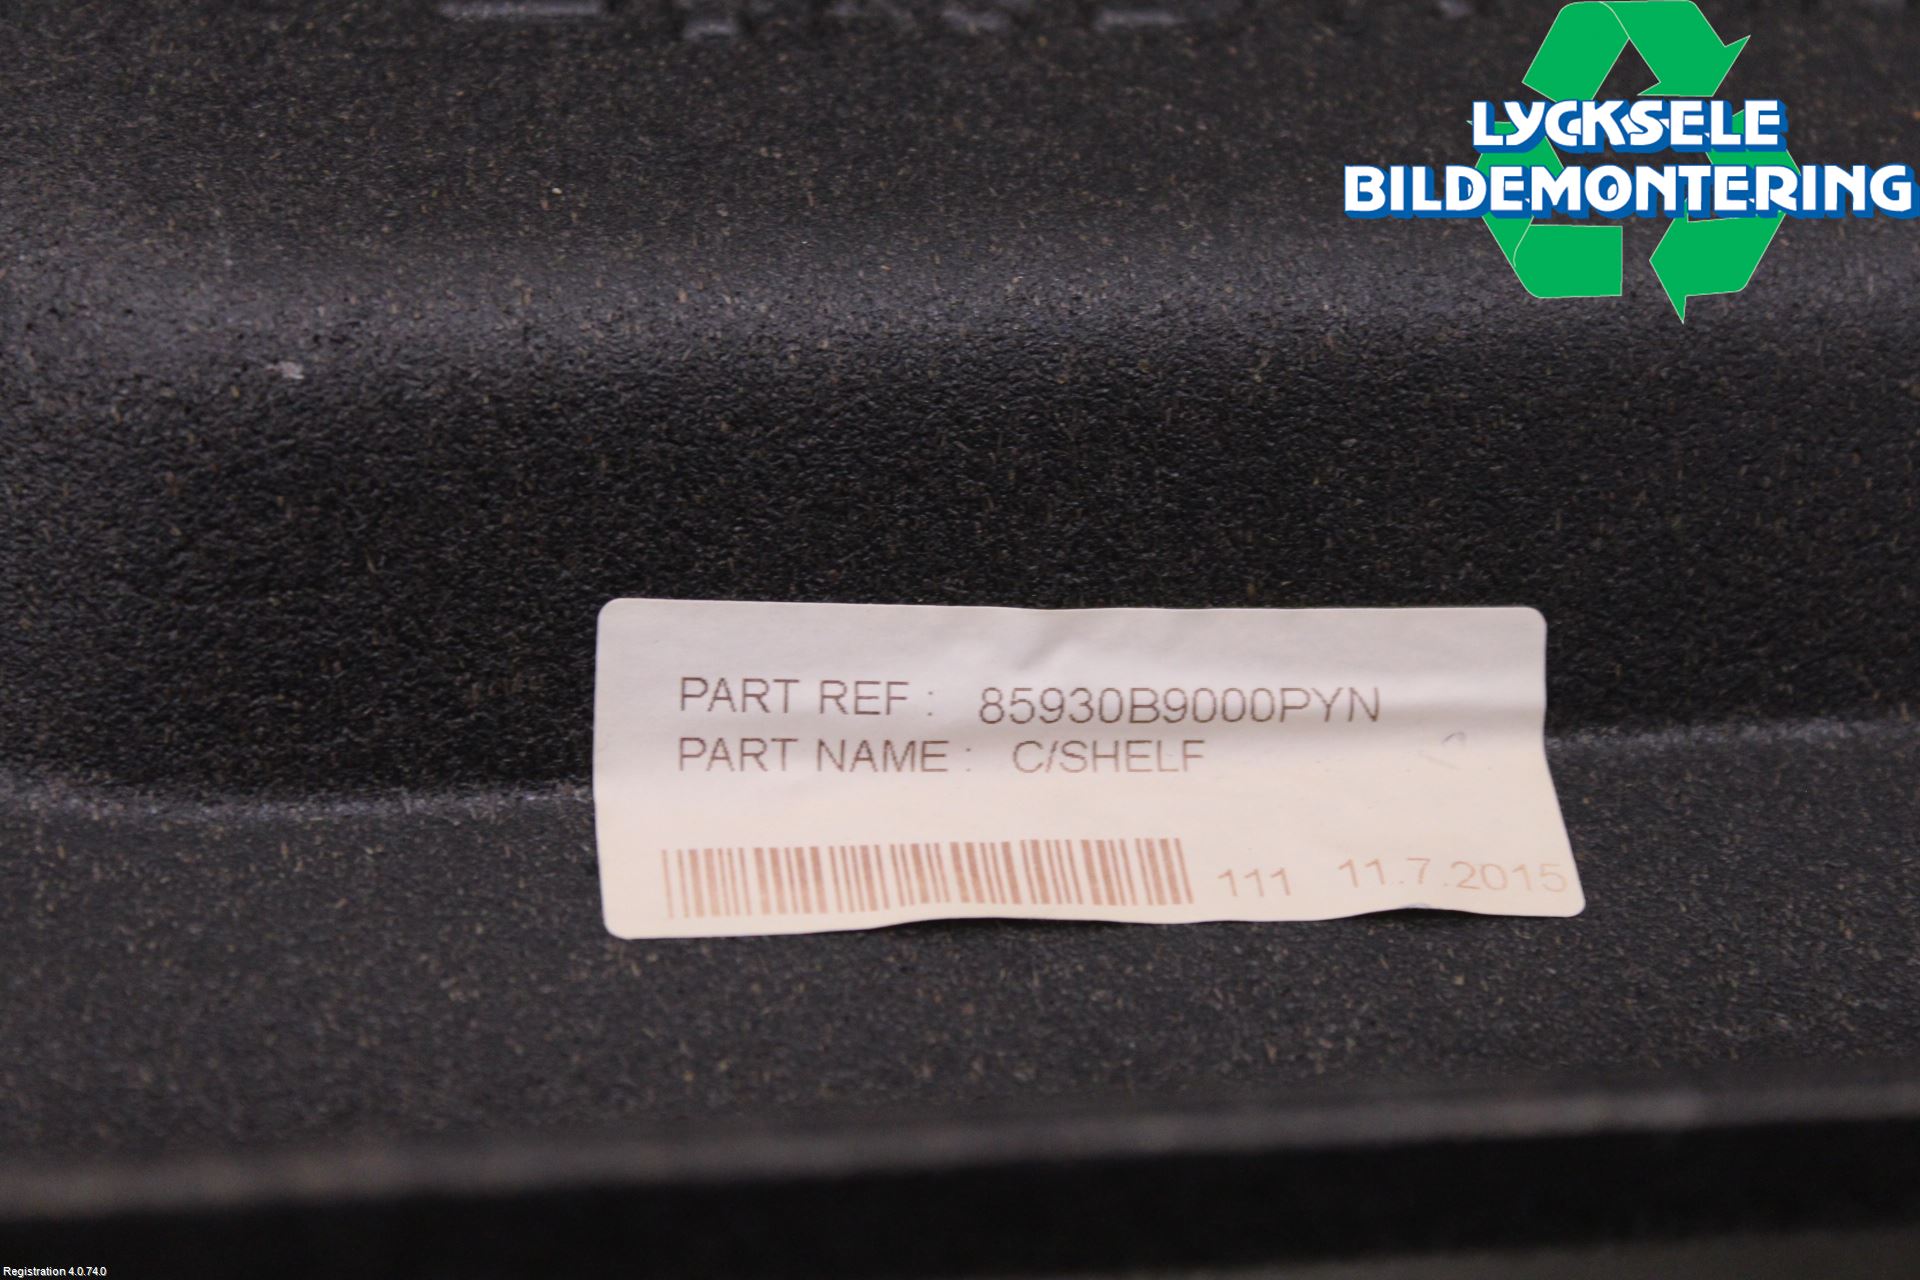 LYCKSELE
BILDEMONTERING
PART REF : 85930B9000PYN
PART NAME : C/SHELF
111 11.7.2015
Registration 4.0.74.0